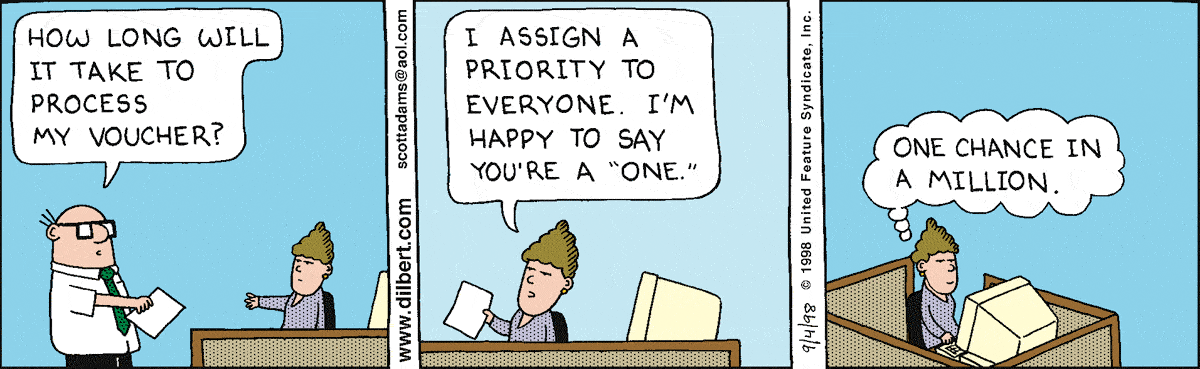 HOW LONG WILL
IT TAKE TO
PROCESS
MY VOUCHER?
www.dilbert.com scottadams@aol.com
I ASSIGN A
PRIORITY TO
EVERYONE. I'M
HAPPY TO SAY
YOU'RE A "ONE."
9/4/98 © 1998 United Feature Syndicate, Inc.
ONE CHANCE IN
A MILLION.